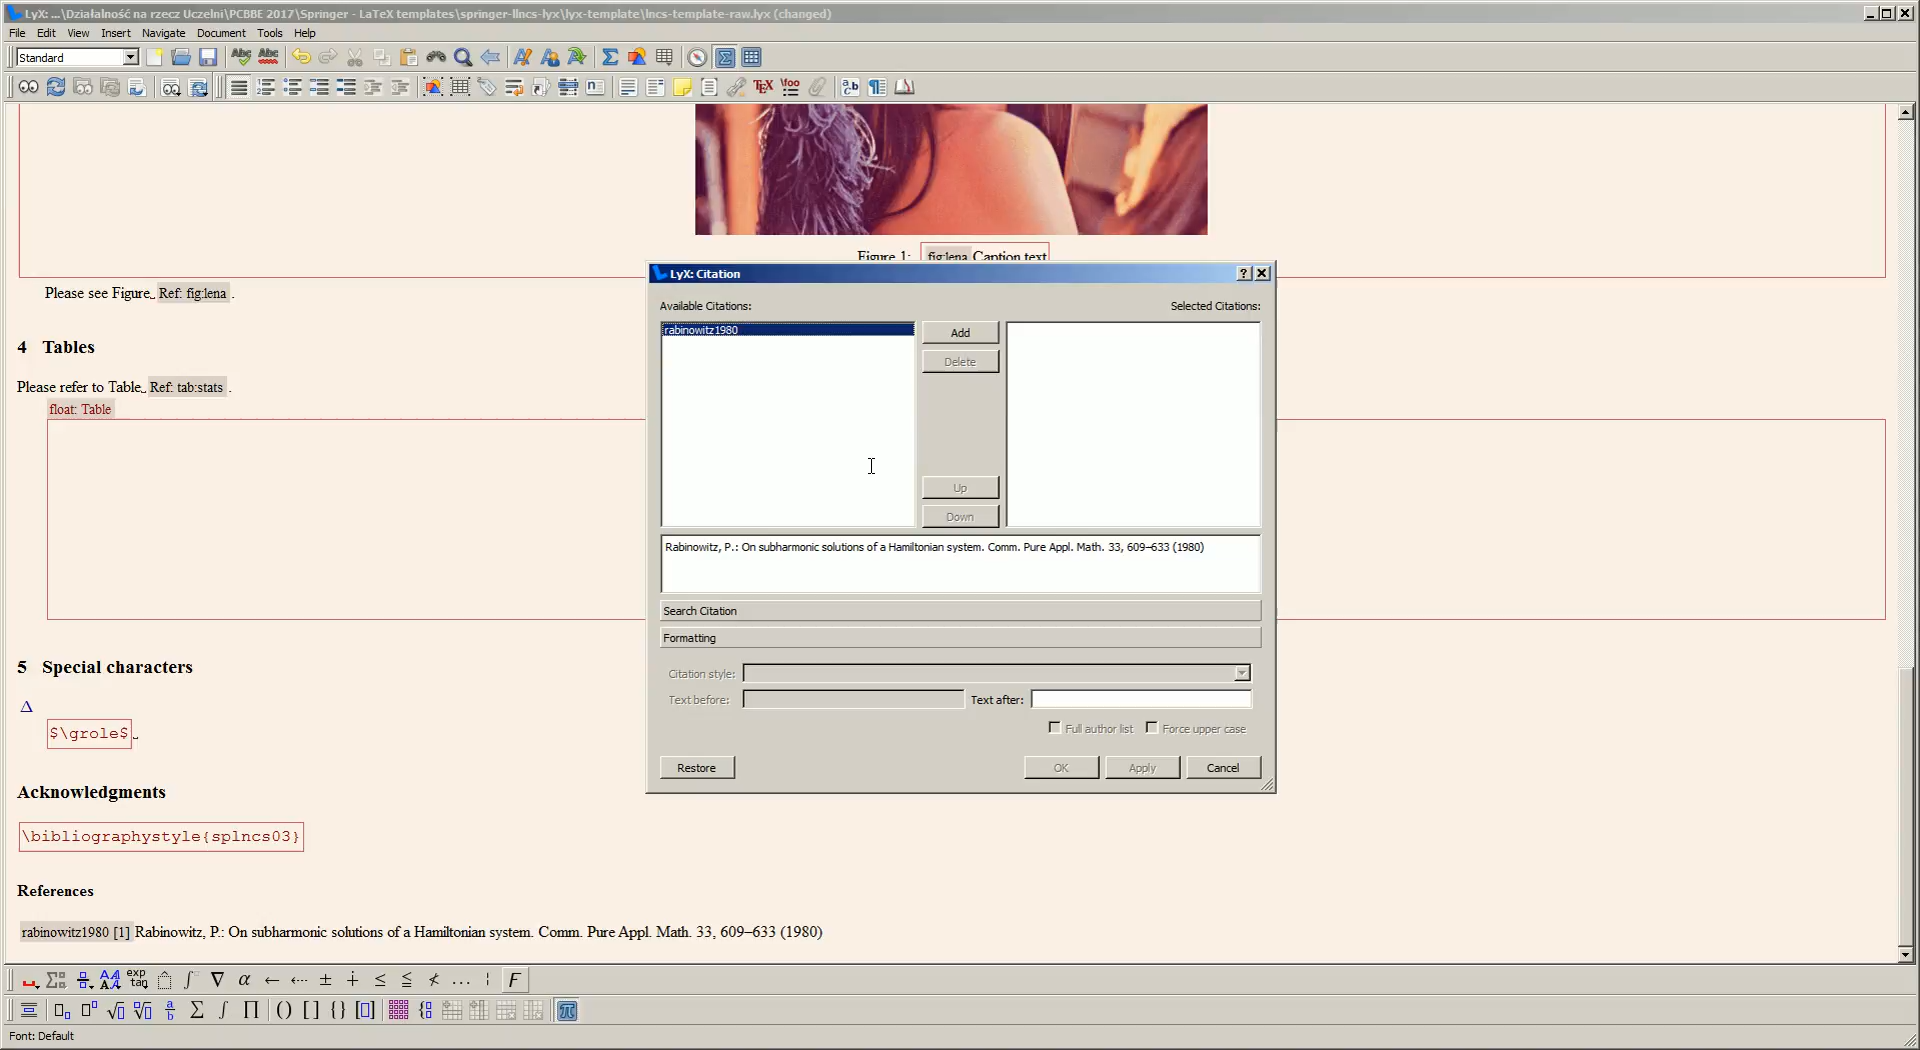 LyX: ...\Działalność na rzecz Uczelni\PCBBE 2017\Springer - LaTeX templates\springer-llncs-lyx\lyx-template\lncs-template-raw.lyx (changed)
File Edit View Insert Navigate Document Tools Help
Standard
Figure 1: fig:lena Caption text
Please see Figure Ref: fig:lena .
4 Tables
Please refer to Table Ref: tab:stats .
float: Table
5 Special characters
Δ
$\grole$
Acknowledgments
\bibliographystyle{splncs03}
References
rabinowitz1980 [1] Rabinowitz, P.: On subharmonic solutions of a Hamiltonian system. Comm. Pure Appl. Math. 33, 609–633 (1980)
LyX: Citation
Available Citations: Selected Citations:
rabinowitz1980
Add
Delete
Up
Down
Rabinowitz, P.: On subharmonic solutions of a Hamiltonian system. Comm. Pure Appl. Math. 33, 609–633 (1980)
Search Citation
Formatting
Citation style:
Text before: Text after:
Full author list Force upper case
Restore OK Apply Cancel
Font: Default